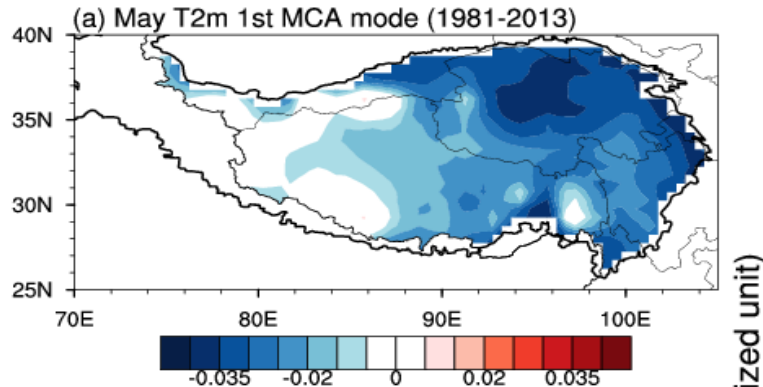 (a) May T2m 1st MCA mode (1981-2013)
40N
35N
30N
25N
70E 80E 90E 100E
-0.035 -0.02 0 0.02 0.035
ized unit)